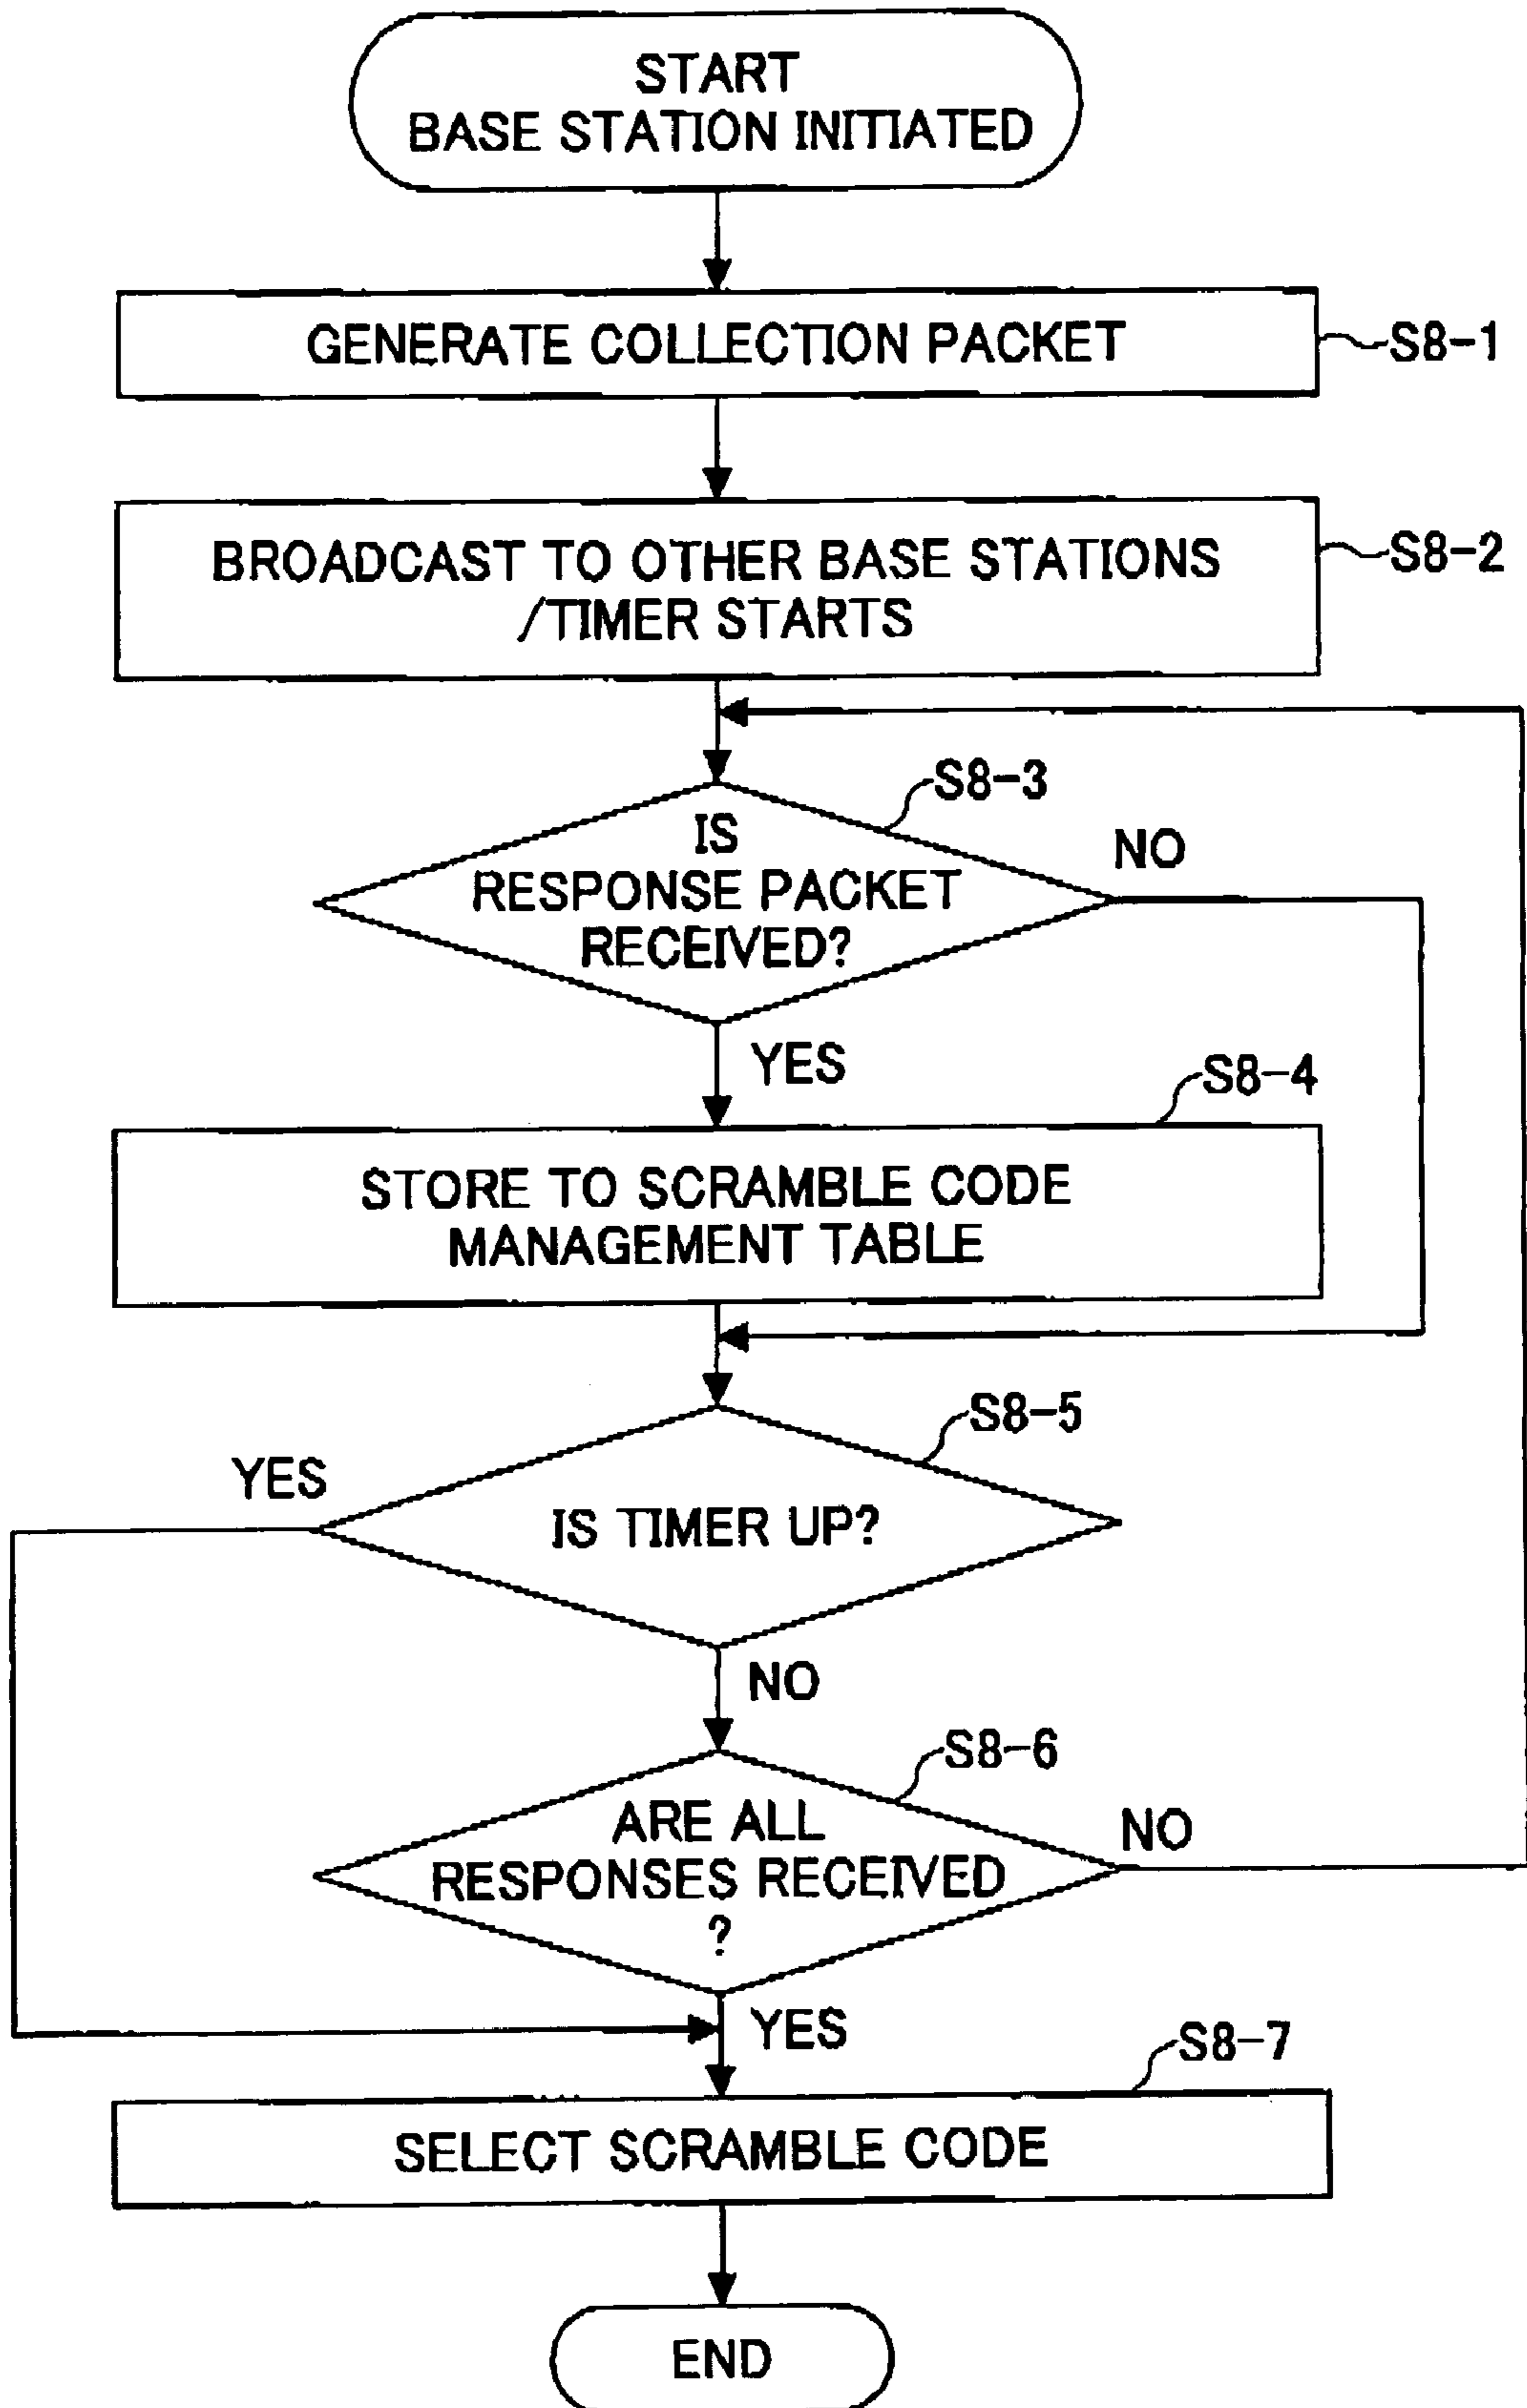 START
BASE STATION INITIATED
GENERATE COLLECTION PACKET
S8-1
BROADCAST TO OTHER BASE STATIONS
/TIMER STARTS
S8-2
S8-3
IS
RESPONSE PACKET
RECEIVED?
NO
YES
S8-4
STORE TO SCRAMBLE CODE
MANAGEMENT TABLE
S8-5
YES
IS TIMER UP?
NO
S8-6
ARE ALL
RESPONSES RECEIVED
?
NO
YES
S8-7
SELECT SCRAMBLE CODE
END